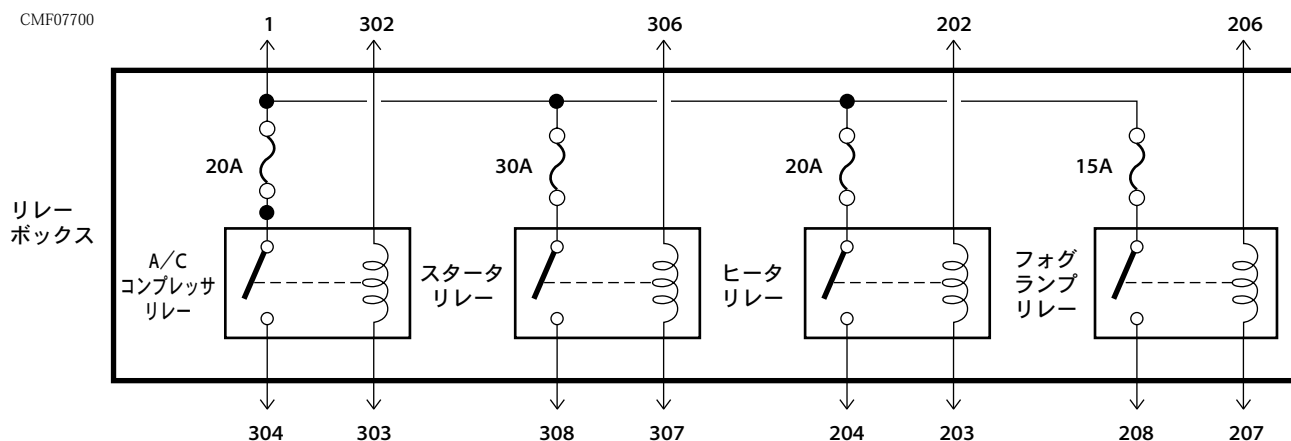 CMF07700
1
302
306
202
206
20A
30A
20A
15A
リレー
ボックス
A／C
コンプレッサ
リレー
スタータ
リレー
ヒータ
リレー
フォグ
ランプ
リレー
304
303
308
307
204
203
208
207